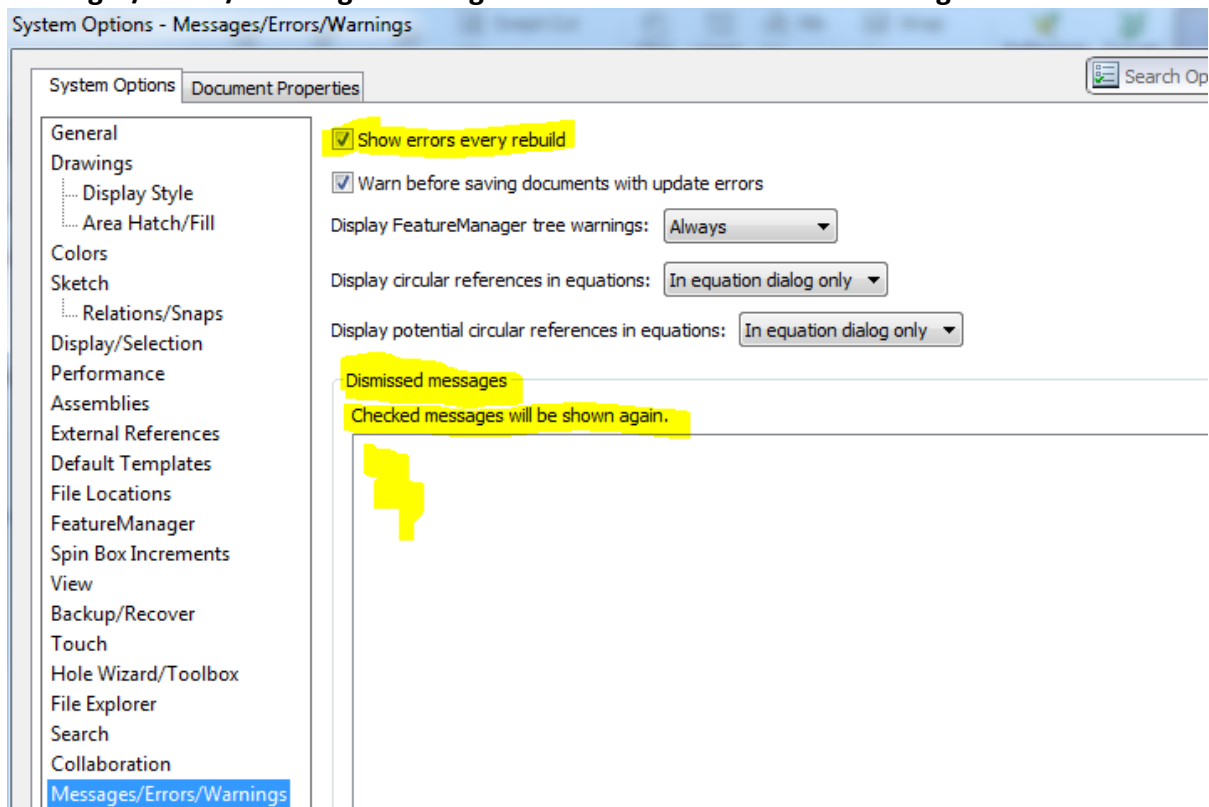 System Options - Messages/Errors/Warnings
System Options Document Properties
Search Op
General
Drawings
Display Style
Area Hatch/Fill
Colors
Sketch
Relations/Snaps
Display/Selection
Performance
Assemblies
External References
Default Templates
File Locations
FeatureManager
Spin Box Increments
View
Backup/Recover
Touch
Hole Wizard/Toolbox
File Explorer
Search
Collaboration
Messages/Errors/Warnings
Show errors every rebuild
Warn before saving documents with update errors
Display FeatureManager tree warnings: Always
Display circular references in equations: In equation dialog only
Display potential circular references in equations: In equation dialog only
Dismissed messages
Checked messages will be shown again.